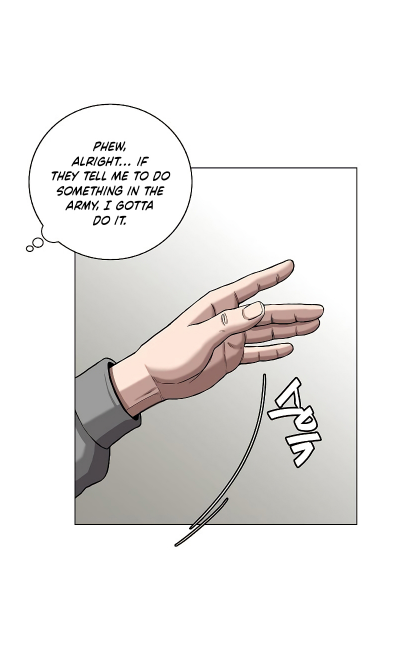 PHEW,
ALRIGHT... IF
THEY TELL ME TO DO
SOMETHING IN THE
ARMY, I GOTTA
DO IT.